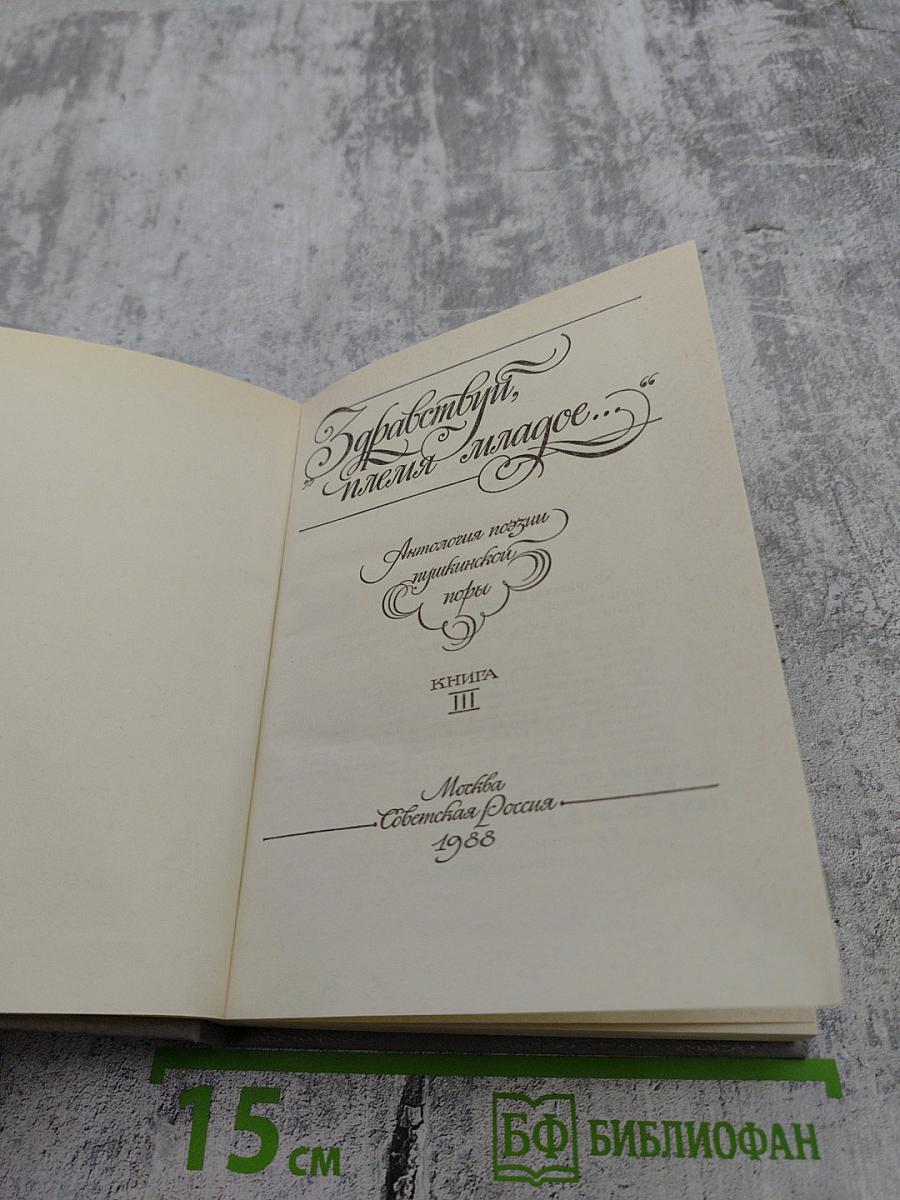 „Здравствуй,
племя младое...“
Антология поэзии
пушкинской
поры
КНИГА
III
Москва
Советская Россия
1988
15 см
БФ БИБЛИОФАН